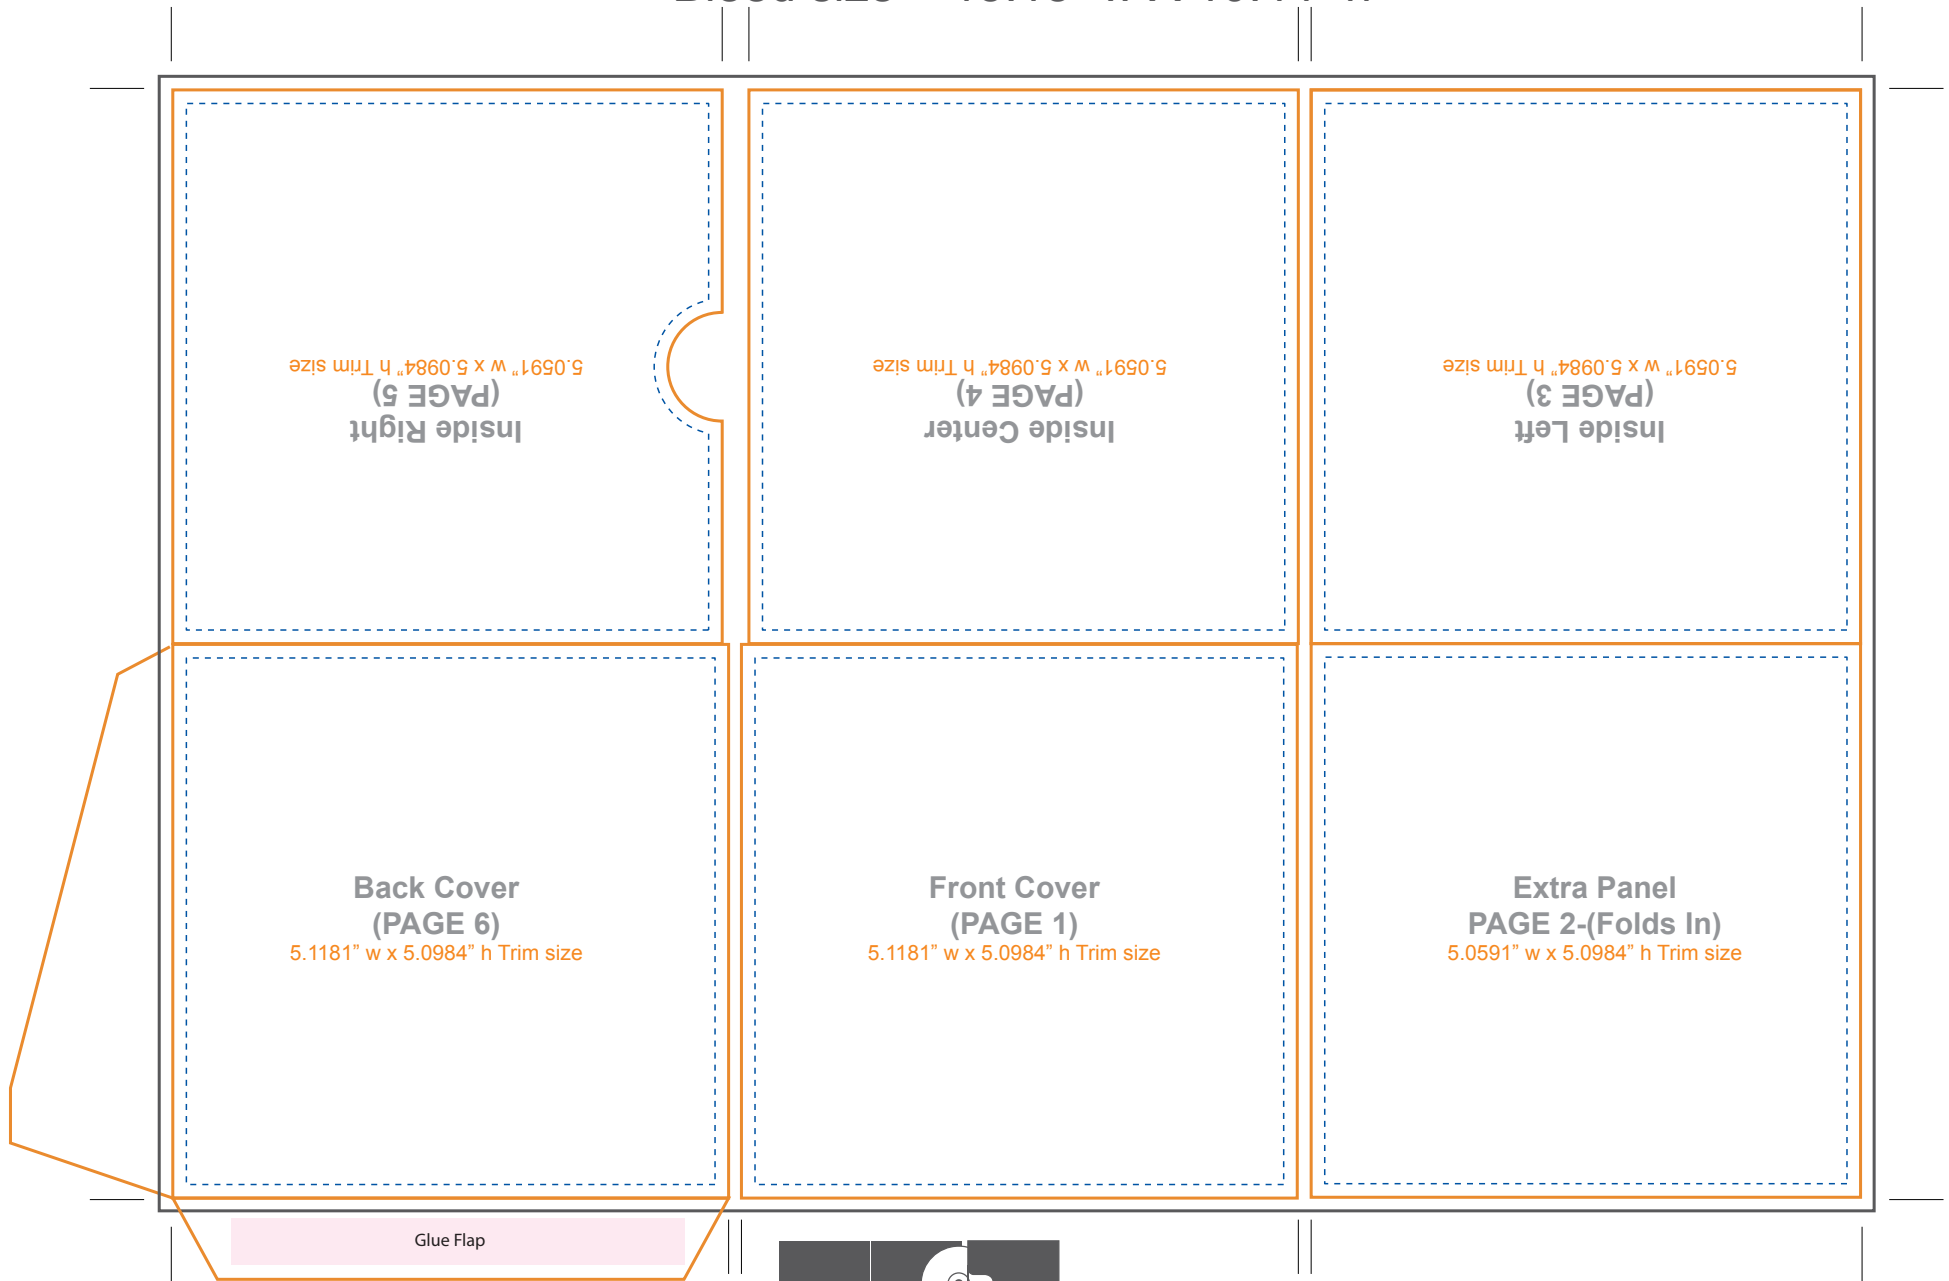 5.0591” w x 5.0984” h Trim size
(PAGE 5)
Inside Right
5.0591” w x 5.0984” h Trim size
(PAGE 4)
Inside Center
5.0591” w x 5.0984” h Trim size
(PAGE 3)
Inside Left
Back Cover
(PAGE 6)
5.1181” w x 5.0984” h Trim size
Front Cover
(PAGE 1)
5.1181” w x 5.0984” h Trim size
Extra Panel
PAGE 2-(Folds In)
5.0591” w x 5.0984” h Trim size
Glue Flap